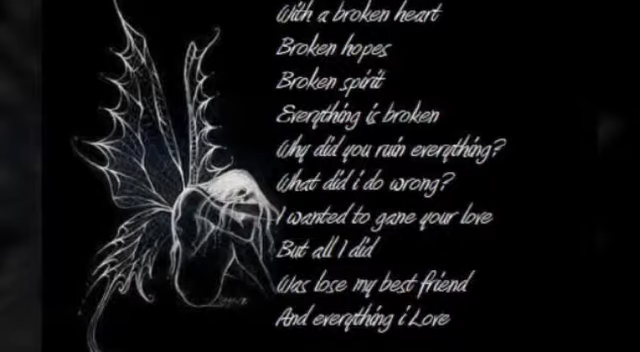 With a broken heart
Broken hopes
Broken spirit
Everything is broken
Why did you ruin everything?
What did i do wrong?
I wanted to gane your love
But all I did
Was lose my best friend
And everything i Love